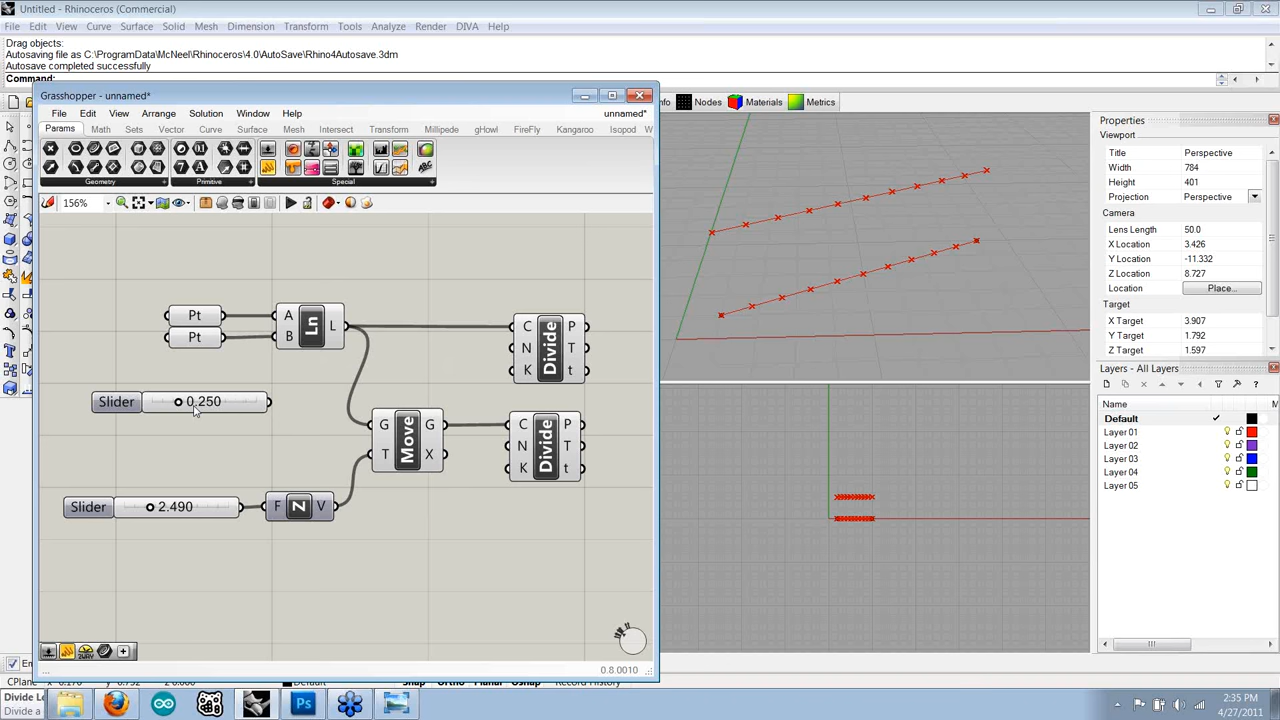 Untitled - Rhinoceros (Commercial)
File Edit View Curve Surface Solid Mesh Dimension Transform Tools Analyze Render DIVA Help
Drag objects:
Autosaving file as C:\ProgramData\McNeel\Rhinoceros\4.0\AutoSave\Rhino4Autosave.3dm
Autosave completed successfully
Command:
Grasshopper - unnamed*
File Edit View Arrange Solution Window Help unnamed*
Params Math Sets Vector Curve Surface Mesh Intersect Transform Millipede gHowl FireFly Kangaroo Isopod W
Geometry Primitive Special
156%
nfo Nodes Materials Metrics
Pt
Pt
A
B
Ln
L
C
N
K
Divide
P
T
t
Slider 0.250
G
T
Move
G
X
C
N
K
Divide
P
T
t
Slider 2.490
F
Z
V
...
0.8.0010
Properties
Viewport
Title Perspective
Width 784
Height 401
Projection Perspective
Camera
Lens Length 50.0
X Location 3.426
Y Location -11.332
Z Location 8.727
Location Place...
Target
X Target 3.907
Y Target 1.792
Z Target 1.597
Layers - All Layers
Name
Default
Layer 01
Layer 02
Layer 03
Layer 04
Layer 05
Divide Le
Divide a
2:35 PM
4/27/2011